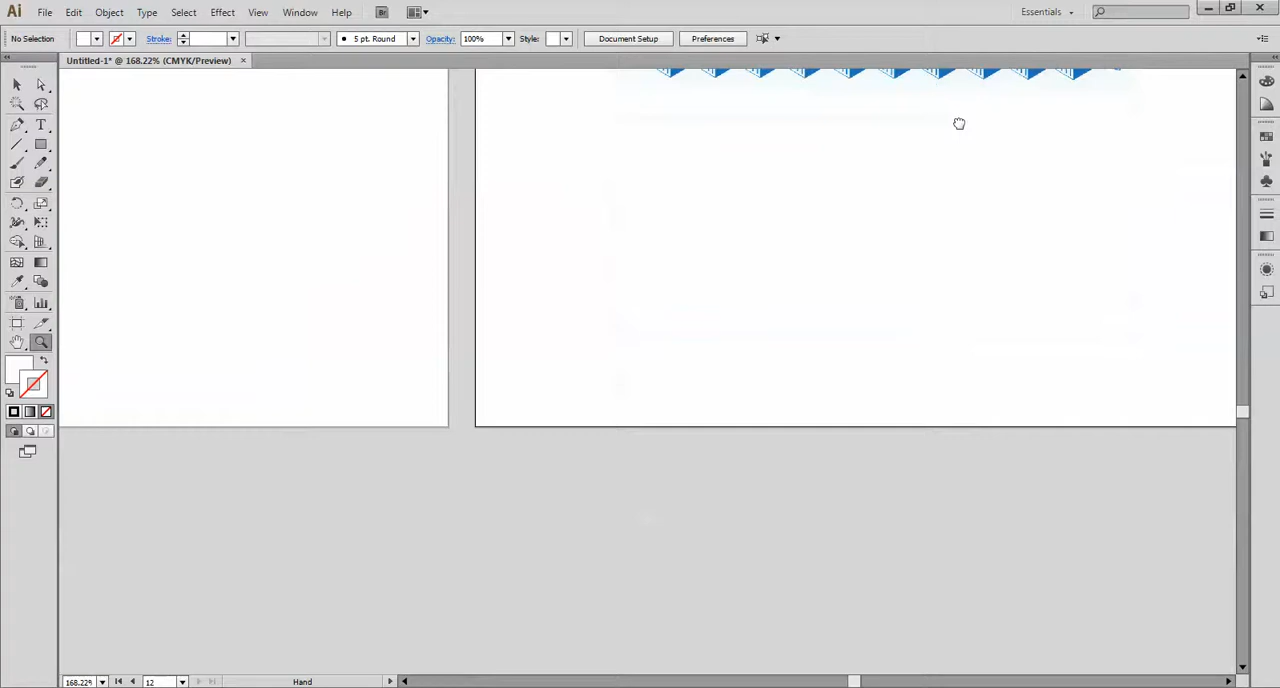 Ai File Edit Object Type Select Effect View Window Help Br Essentials
No Selection Stroke: 5 pt. Round Opacity: 100% Style: Document Setup Preferences
Untitled-1* @ 168.22% (CMYK/Preview) ×
T
168.22% 12 Hand